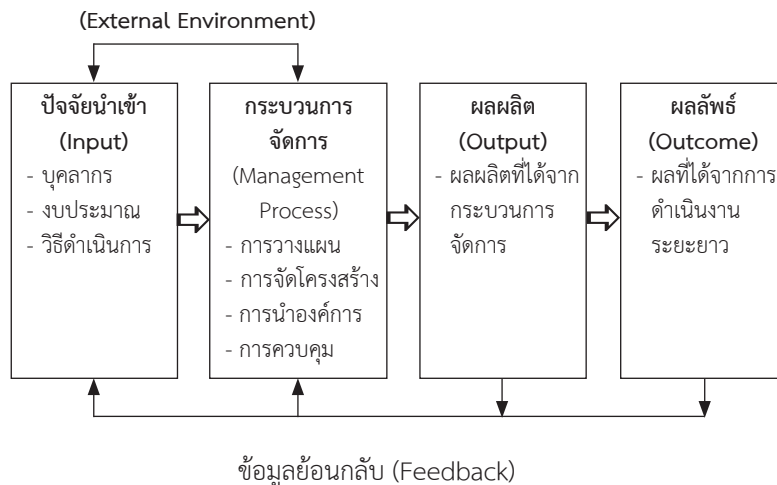 (External Environment)
ปัจจัยนำเข้า
(Input)
- บุคลากร
- งบประมาณ
- วิธีดำเนินการ
กระบวนการ
จัดการ
(Management
Process)
- การวางแผน
- การจัดโครงสร้าง
- การนำองค์การ
- การควบคุม
ผลผลิต
(Output)
- ผลผลิตที่ได้จาก
กระบวนการ
จัดการ
ผลลัพธ์
(Outcome)
- ผลที่ได้จากการ
ดำเนินงาน
ระยะยาว
ข้อมูลย้อนกลับ (Feedback)